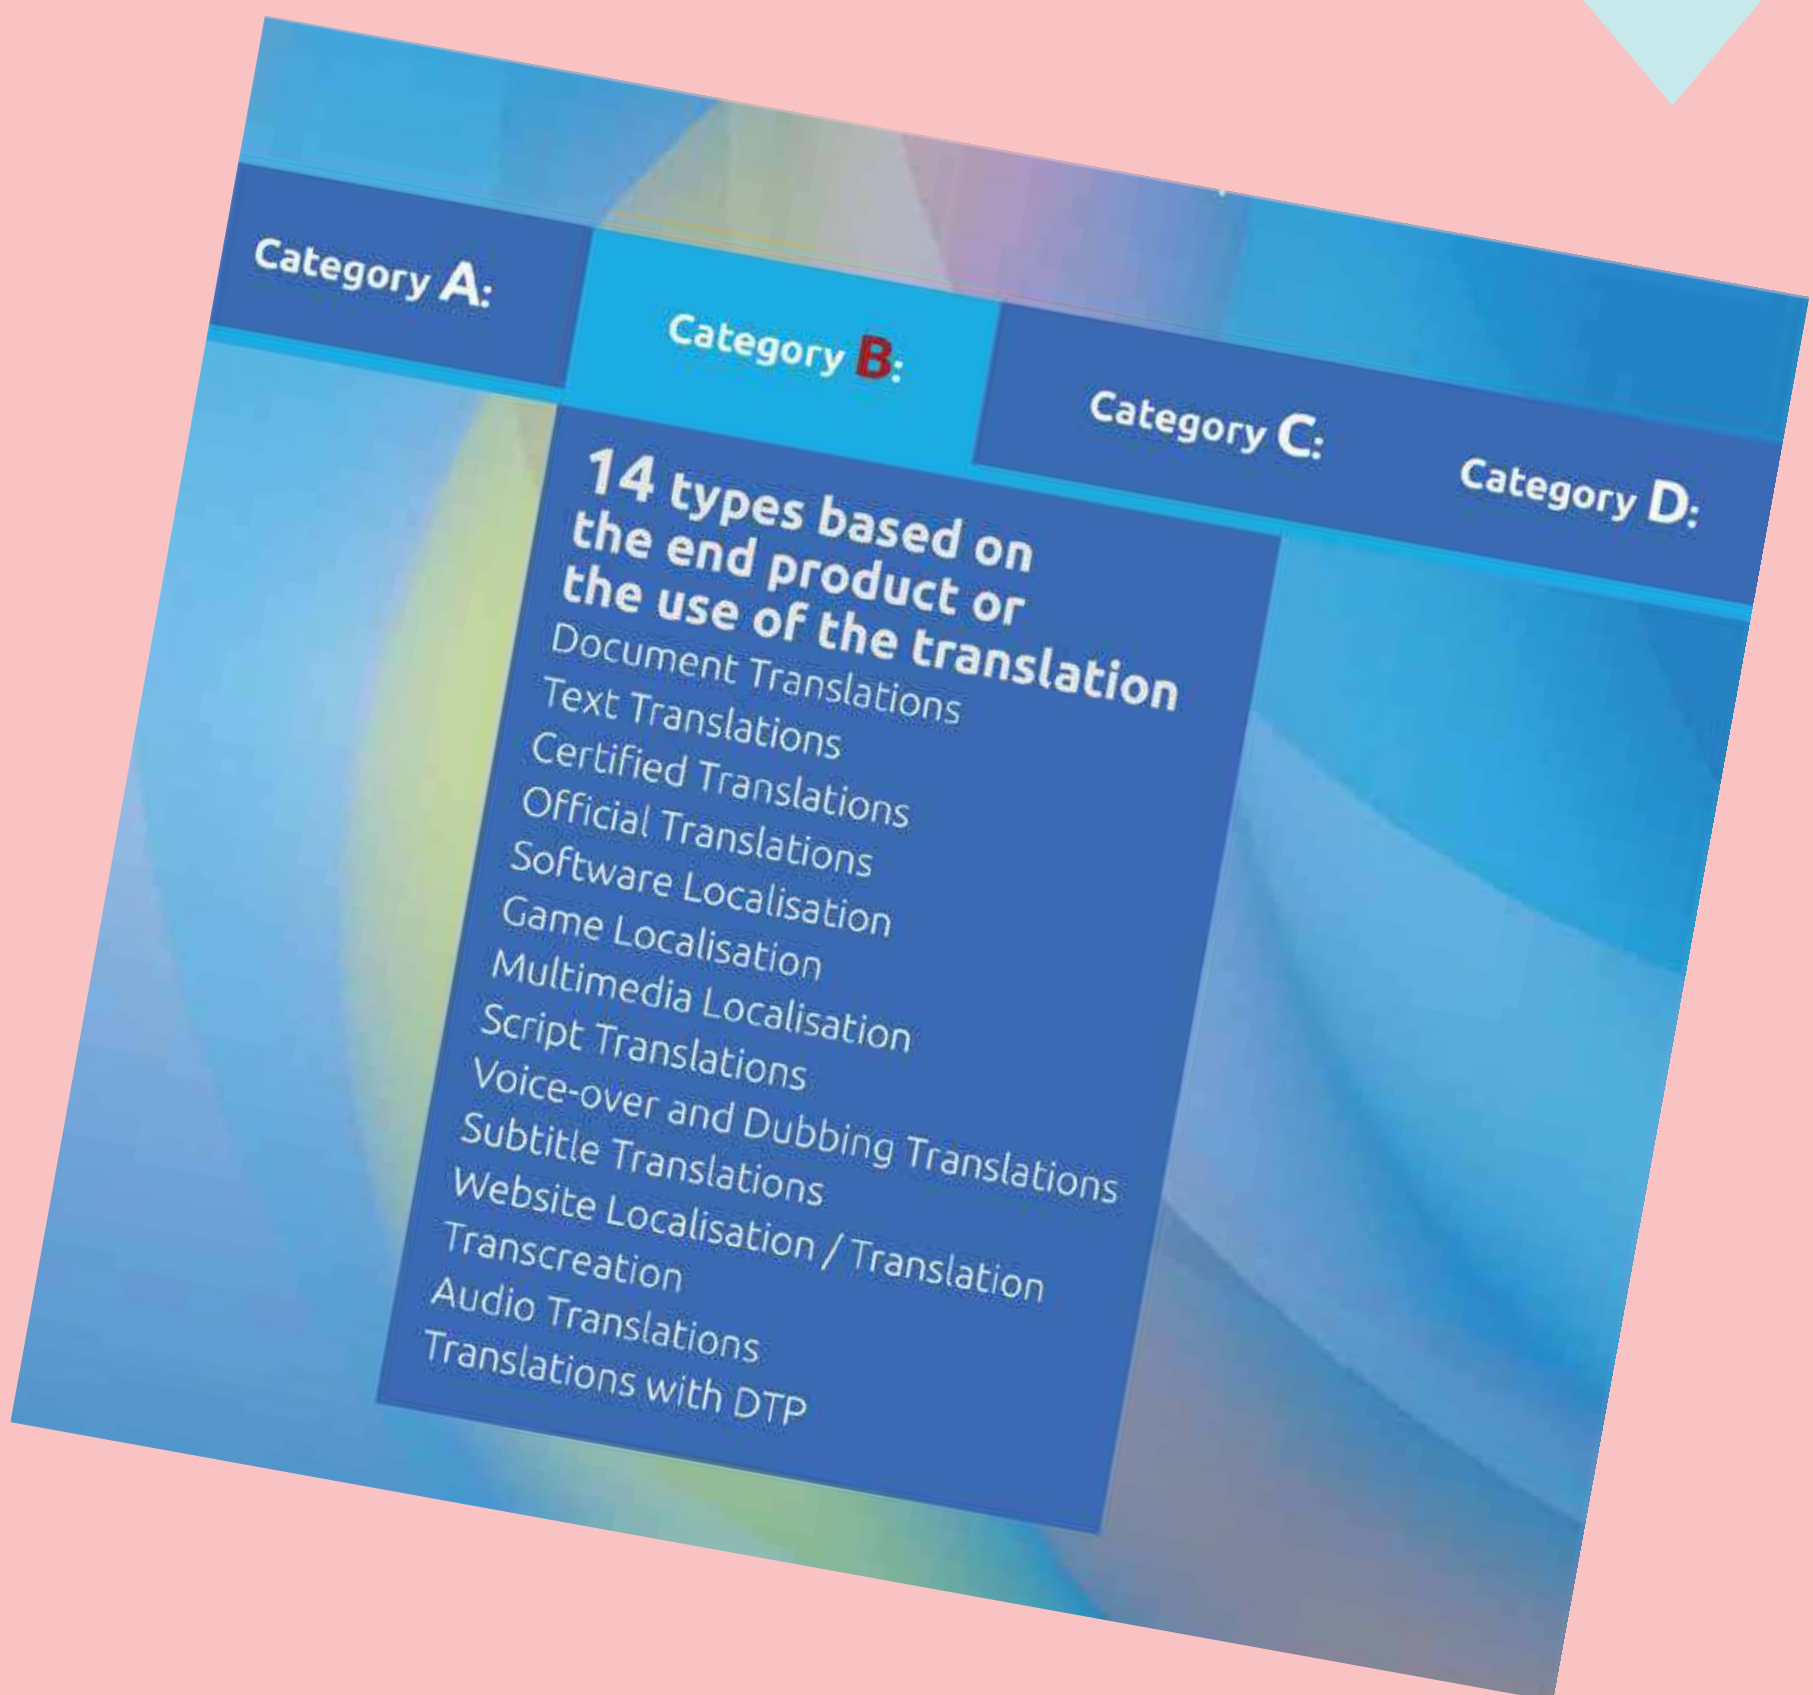 Category A:
Category B:
Category C:
Category D:
14 types based on
the end product or
the use of the translation
Document Translations
Text Translations
Certified Translations
Official Translations
Software Localisation
Game Localisation
Multimedia Localisation
Script Translations
Voice-over and Dubbing Translations
Subtitle Translations
Website Localisation / Translation
Transcreation
Audio Translations
Translations with DTP